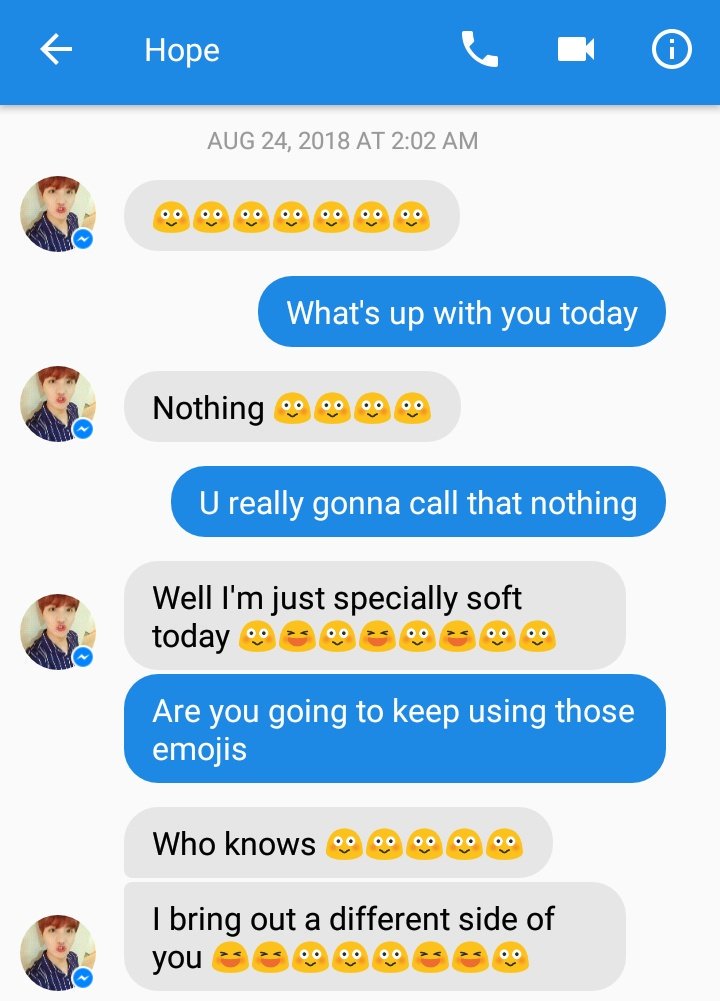 Hope
AUG 24, 2018 AT 2:02 AM
😳😳😳😳😳😳😳
What's up with you today
Nothing 😳😳😳😳
U really gonna call that nothing
Well I'm just specially soft
today 😳😆😳😆😳😆😳😳
Are you going to keep using those
emojis
Who knows 😳😳😳😳😳
I bring out a different side of
you 😆😆😳😳😳😆😆😳